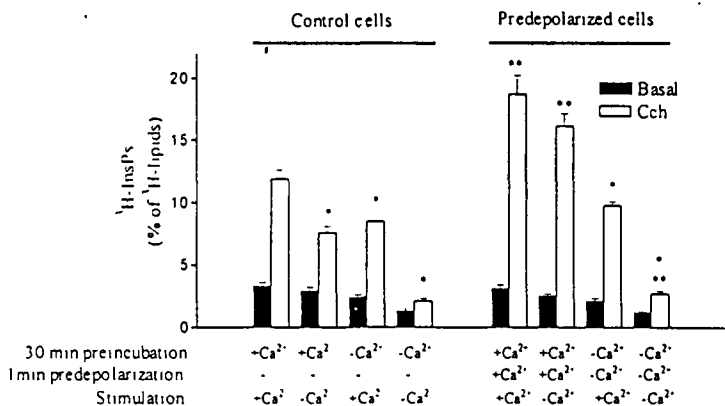 Control cells
Predepolarized cells
³H-InsPs
(% of ³H-lipids)
20
15
10
5
0
Basal
Cch
** ** * * **
* * *
30 min preincubation +Ca²⁺ +Ca² -Ca²⁺ -Ca²⁺ +Ca²⁺ +Ca²⁺ -Ca²⁺ -Ca²⁺
1min predepolarization - - - - +Ca²⁺ +Ca²⁺ -Ca²⁺ -Ca²⁺
Stimulation +Ca² -Ca² +Ca² -Ca² +Ca²⁺ -Ca²⁺ +Ca²⁺ -Ca²⁺